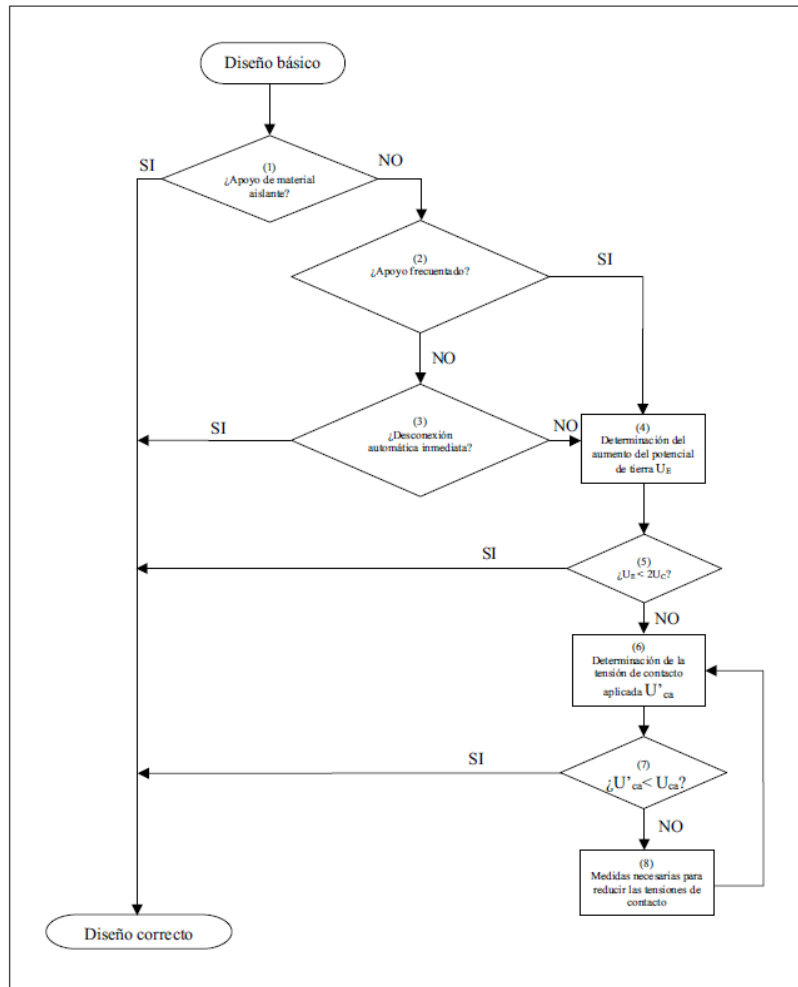 Diseño básico
SI
NO
(1)
¿Apoyo de material
aislante?
(2)
¿Apoyo frecuentado?
SI
NO
(3)
¿Desconexión
automática inmediata?
SI
NO
(4)
Determinación del
aumento del potencial
de tierra UE
SI
(5)
¿UE < 2UC?
NO
(6)
Determinación de la
tensión de contacto
aplicada U’ca
SI
(7)
¿U’ca< Uca?
NO
(8)
Medidas necesarias para
reducir las tensiones de
contacto
Diseño correcto